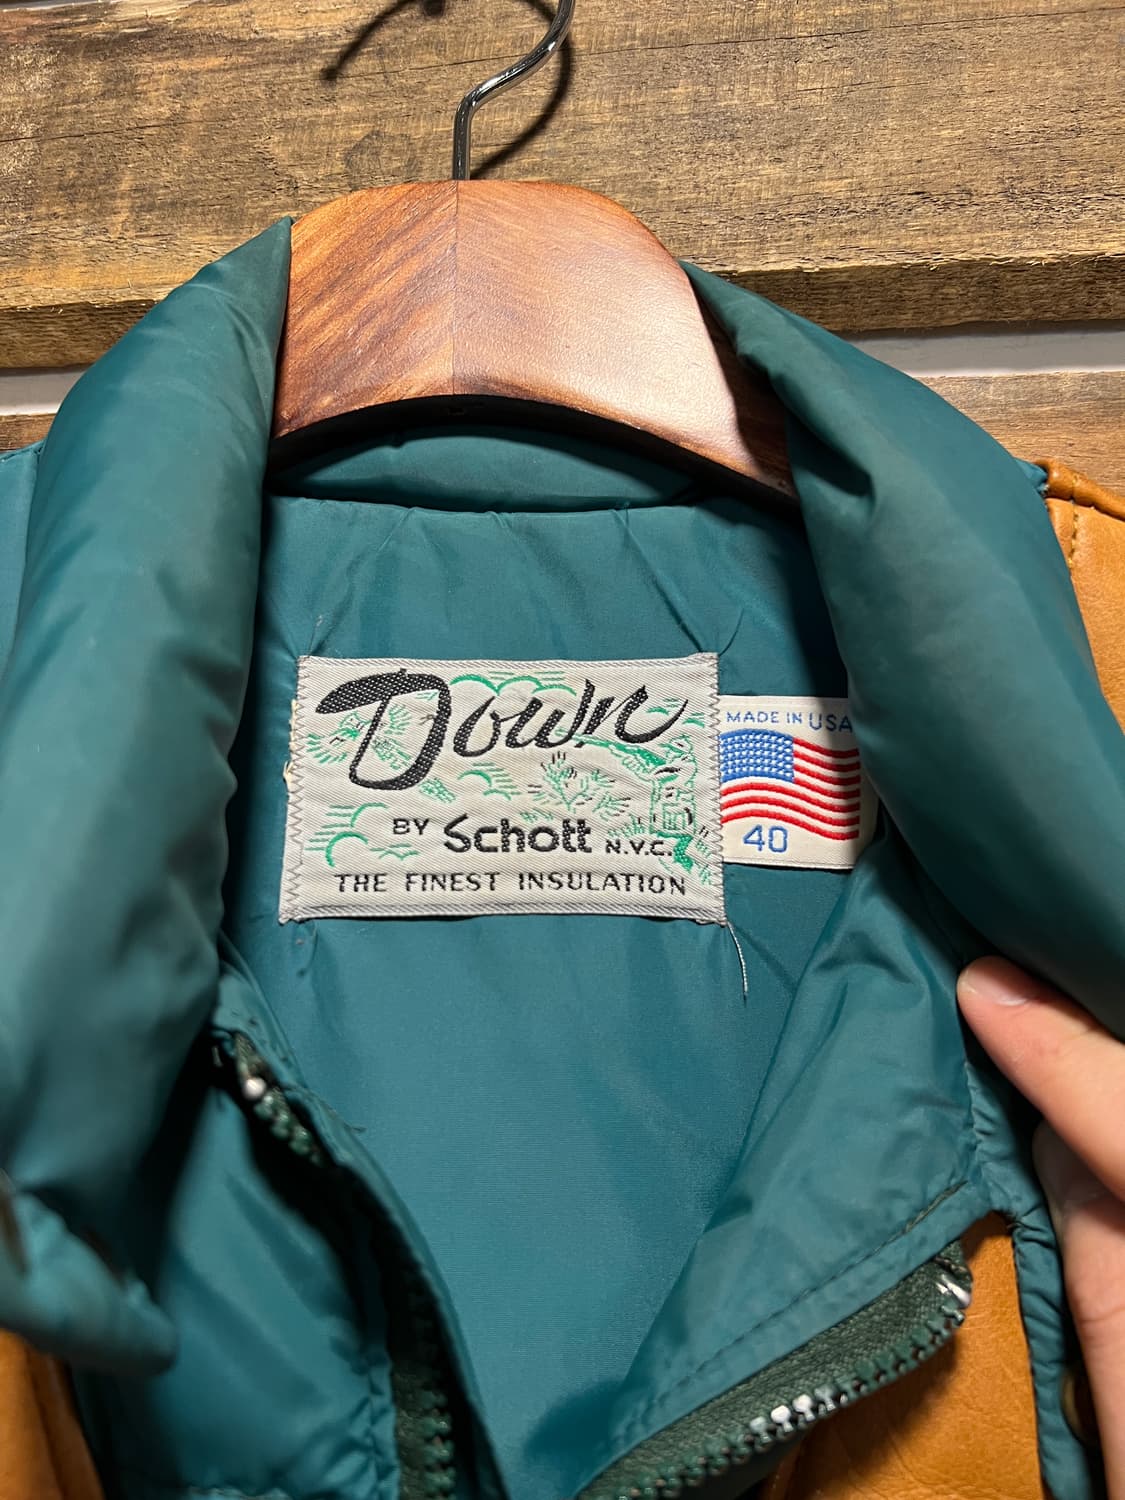 Down
BY Schott N.Y.C.
THE FINEST INSULATION
MADE IN USA
40